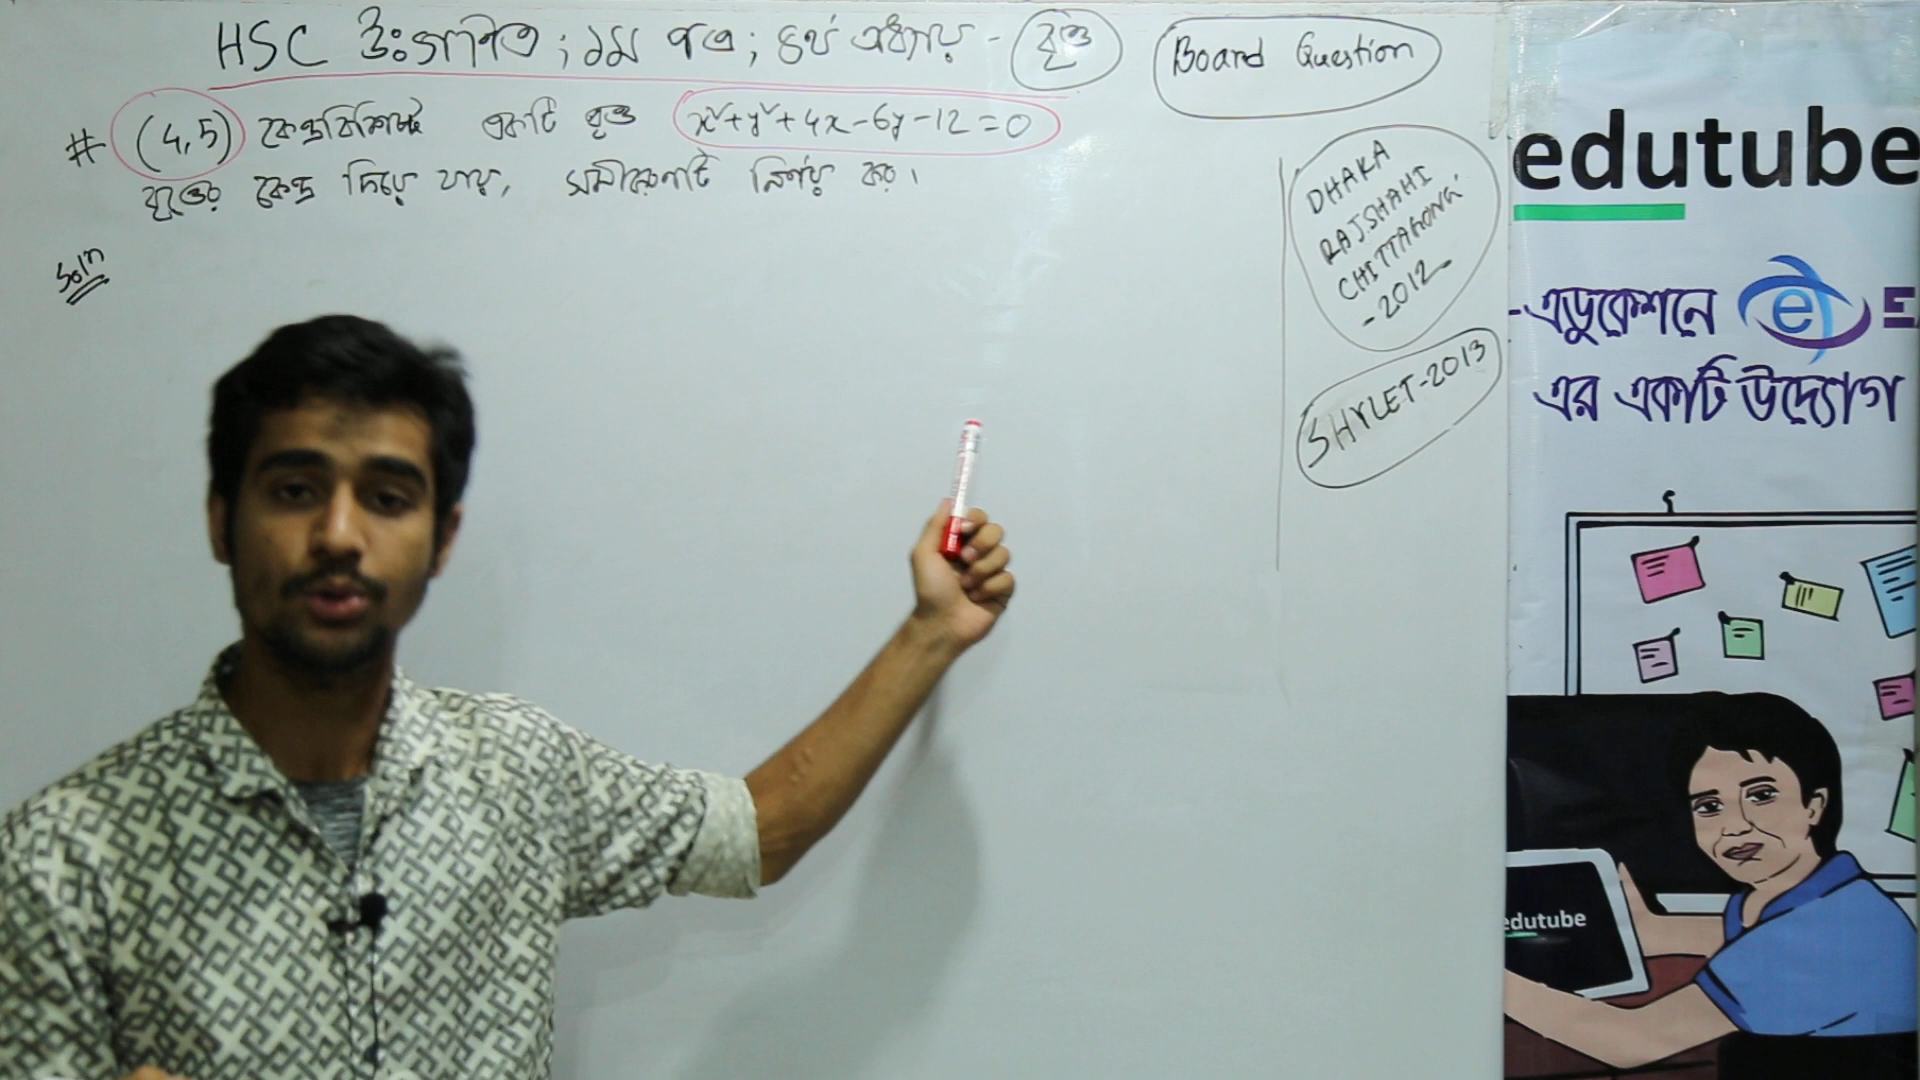 HSC উঃগণিত ; ১ম পত্র ; ৪র্থ অধ্যায় - বৃত্ত
Board Question
# (4,5) কেন্দ্রবিশিষ্ট একটি বৃত্ত x²+y²+4x-6y-12=0
বৃত্তের কেন্দ্র দিয়ে যায়, সমীকরণটি নির্ণয় কর।
Solⁿ
DHAKA
RAJSHAHI
CHITTAGONG
-2012
SHYLET-2013
edutube
-এডুকেশনে e E
এর একটি উদ্যোগ
edutube